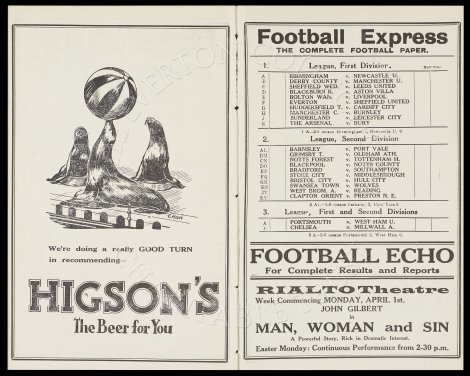 We're doing a really GOOD TURN
in recommending—
HIGSON'S
The Beer for You
Football Express
THE COMPLETE FOOTBALL PAPER.
1. League, First Division.
A BIRMINGHAM v. NEWCASTLE U.
B DERBY COUNTY v. MANCHESTER U.
C SHEFFIELD WED. v. LEEDS UNITED
D BLACKBURN R. v. ASTON VILLA
E BOLTON WAN. v. LIVERPOOL
F EVERTON v. SHEFFIELD UNITED
G HUDDERSFIELD T. v. CARDIFF CITY
H MANCHESTER C. v. BURNLEY
SUNDERLAND v. LEICESTER CITY
THE ARSENAL v. BURY
2. League, Second Division
BARNSLEY v. PORT VALE
GRIMSBY T. v. OLDHAM ATH.
NOTTS FOREST v. TOTTENHAM H.
BLACKPOOL v. NOTTS COUNTY
BRADFORD v. SOUTHAMPTON
STOKE CITY v. MIDDLESBROUGH
BRISTOL CITY v. HULL CITY
SWANSEA TOWN v. WOLVES
WEST BROM. A. v. READING
CLAPTON ORIENT v. PRESTON N. E.
3. League, First and Second Divisions
PORTSMOUTH v. WEST HAM U.
CHELSEA v. MILLWALL A.
FOOTBALL ECHO
For Complete Results and Reports
RIALTO Theatre
Week Commencing MONDAY, APRIL 1st.
JOHN GILBERT
in
MAN, WOMAN and SIN
A Powerful Story, Rich in Dramatic Interest.
Easter Monday: Continuous Performance from 2-30 p.m.